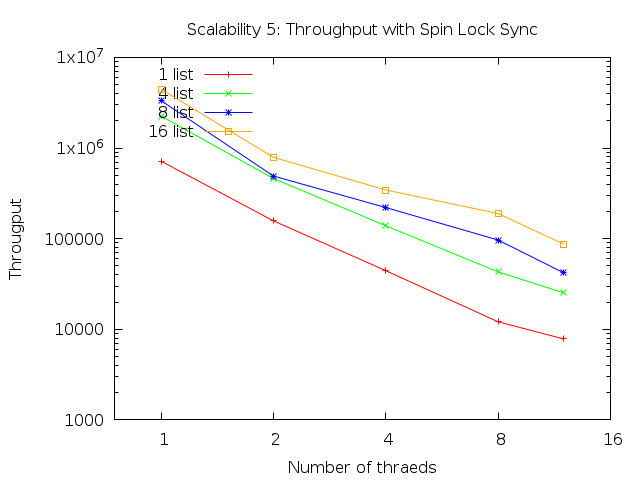 Scalability 5: Throughput with Spin Lock Sync
Througput
1x10^7
1x10^6
100000
10000
1000
1 list
4 list
8 list
16 list
1 2 4 8 16
Number of thraeds